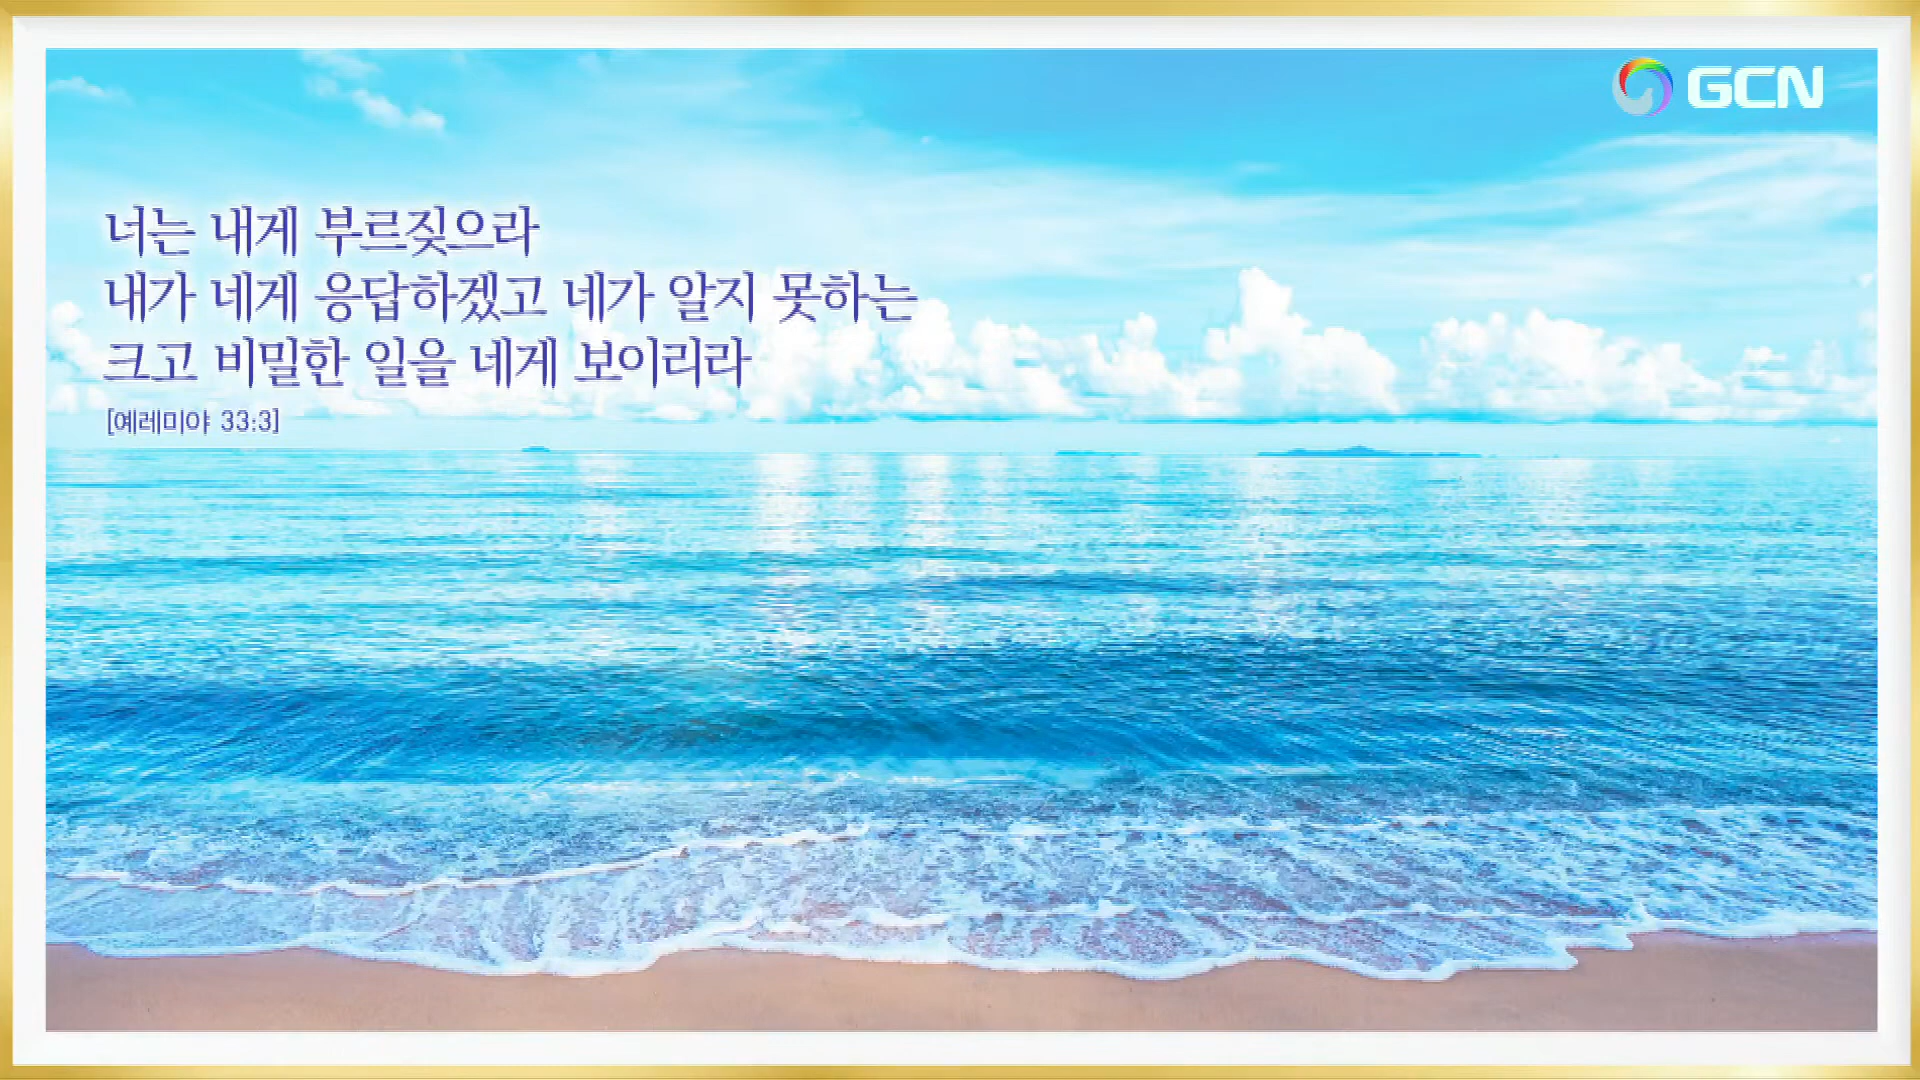 GCN
너는 내게 부르짖으라
내가 네게 응답하겠고 네가 알지 못하는
크고 비밀한 일을 네게 보이리라
[예레미야 33:3]